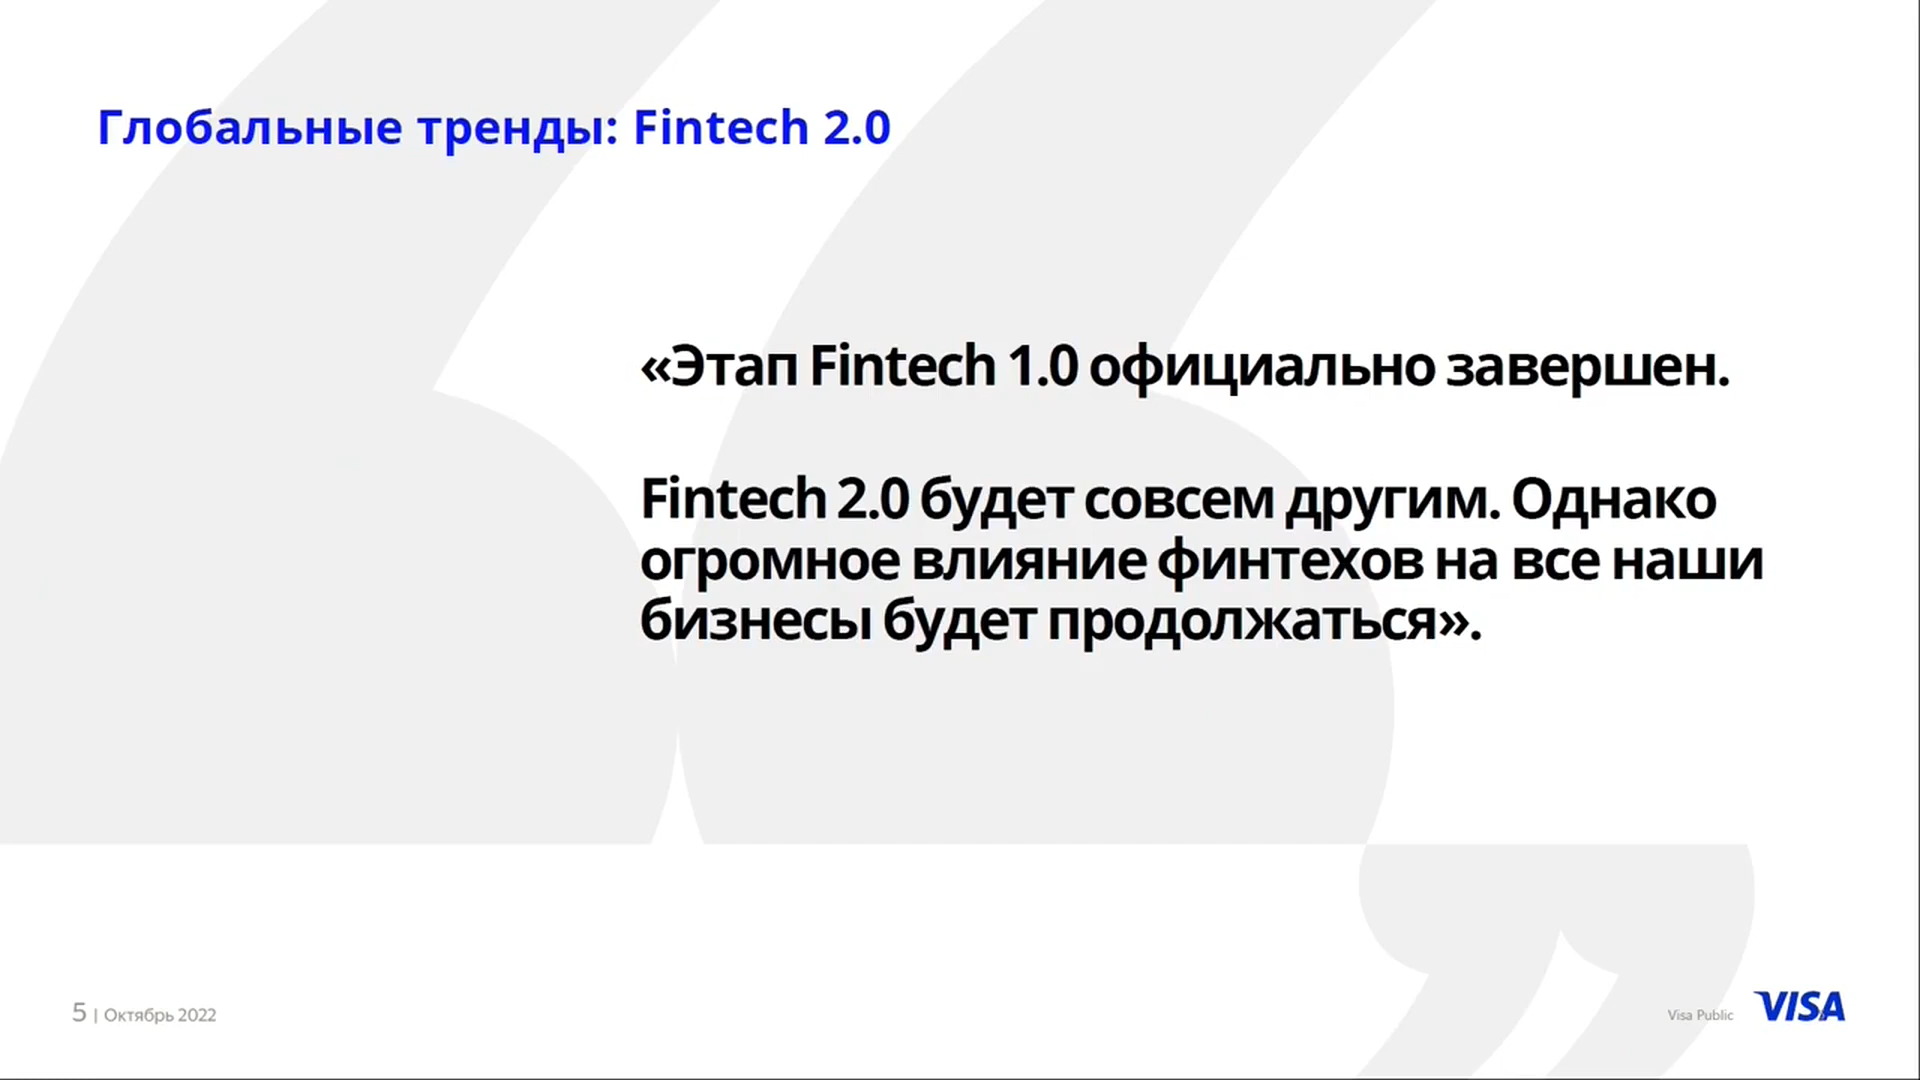 Глобальные тренды: Fintech 2.0
«Этап Fintech 1.0 официально завершен.
Fintech 2.0 будет совсем другим. Однако
огромное влияние финтехов на все наши
бизнесы будет продолжаться».
5 | Октябрь 2022
Visa Public VISA